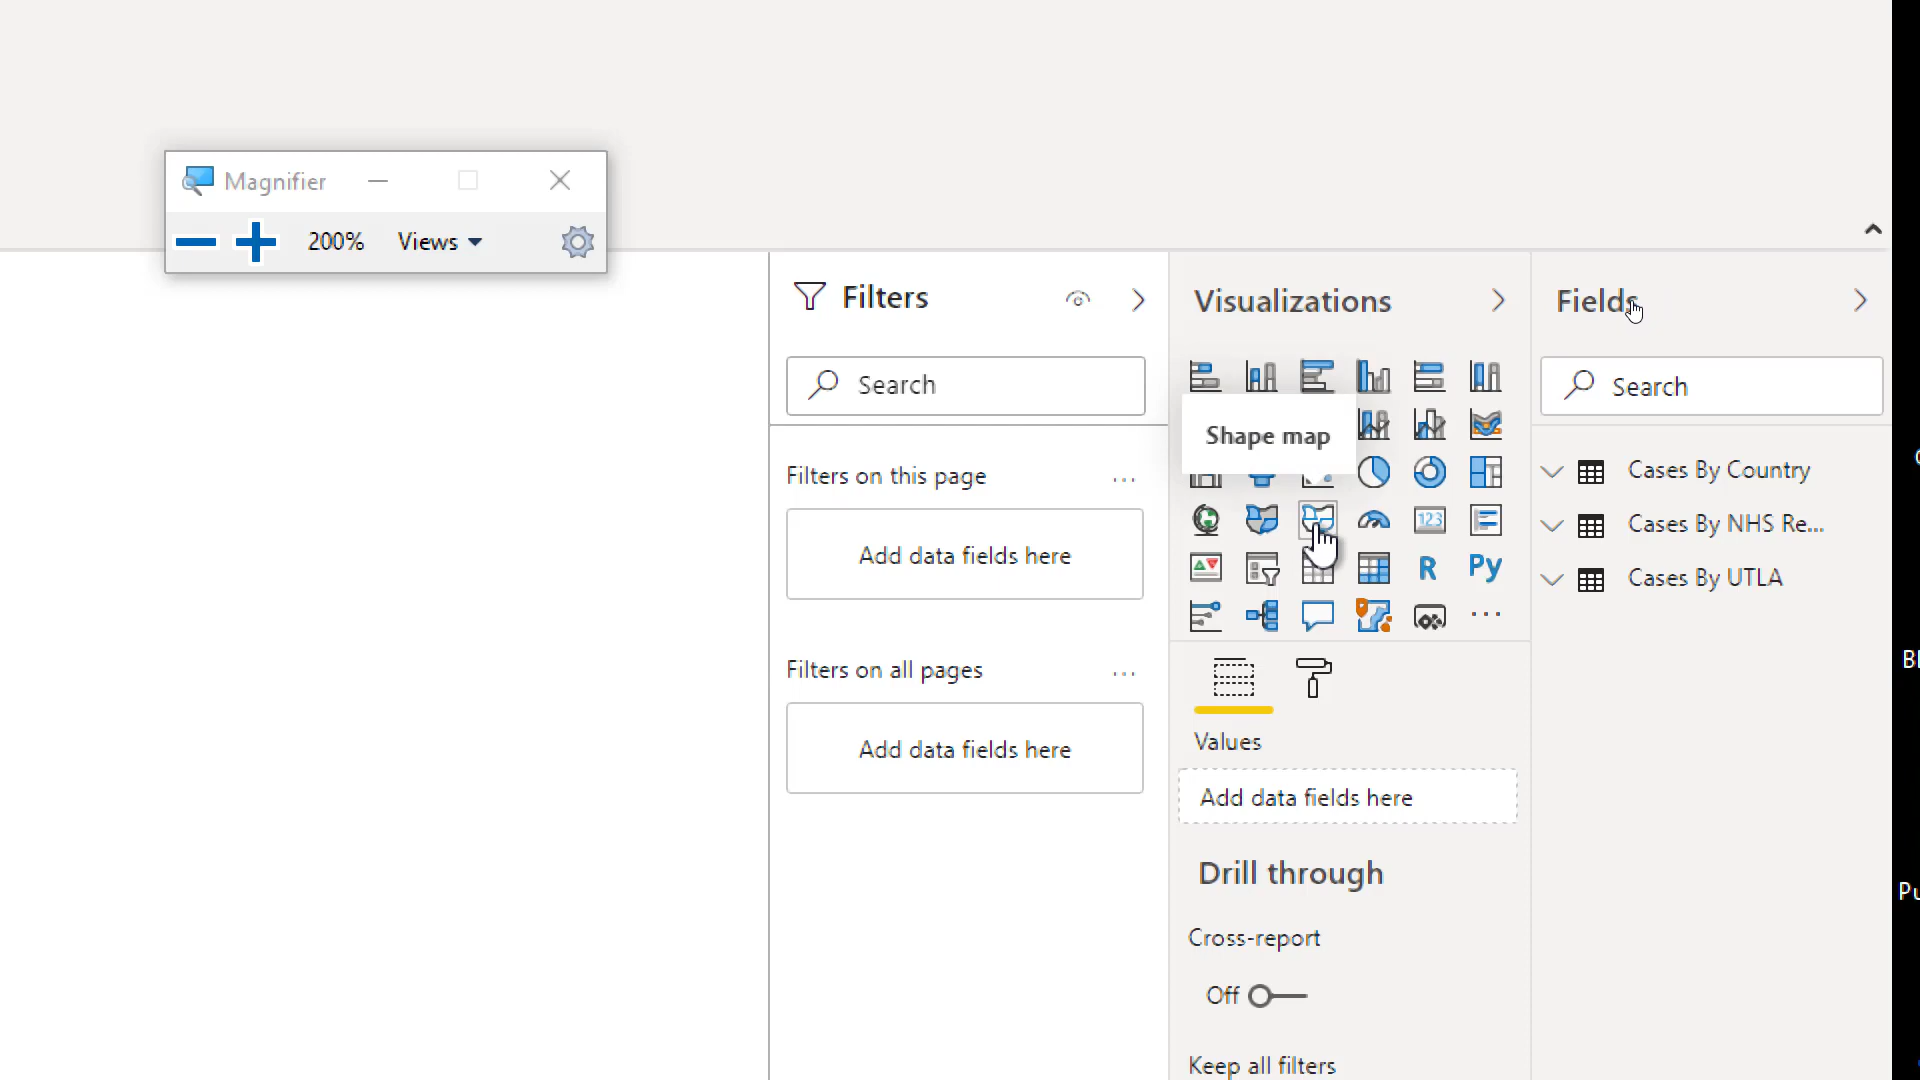 Magnifier
200% Views
Filters
Search
Filters on this page
Add data fields here
Filters on all pages
Add data fields here
Visualizations
Shape map
123
R Py
Values
Add data fields here
Drill through
Cross-report
Off
Keep all filters
Fields
Search
Cases By Country
Cases By NHS Re...
Cases By UTLA
Pu